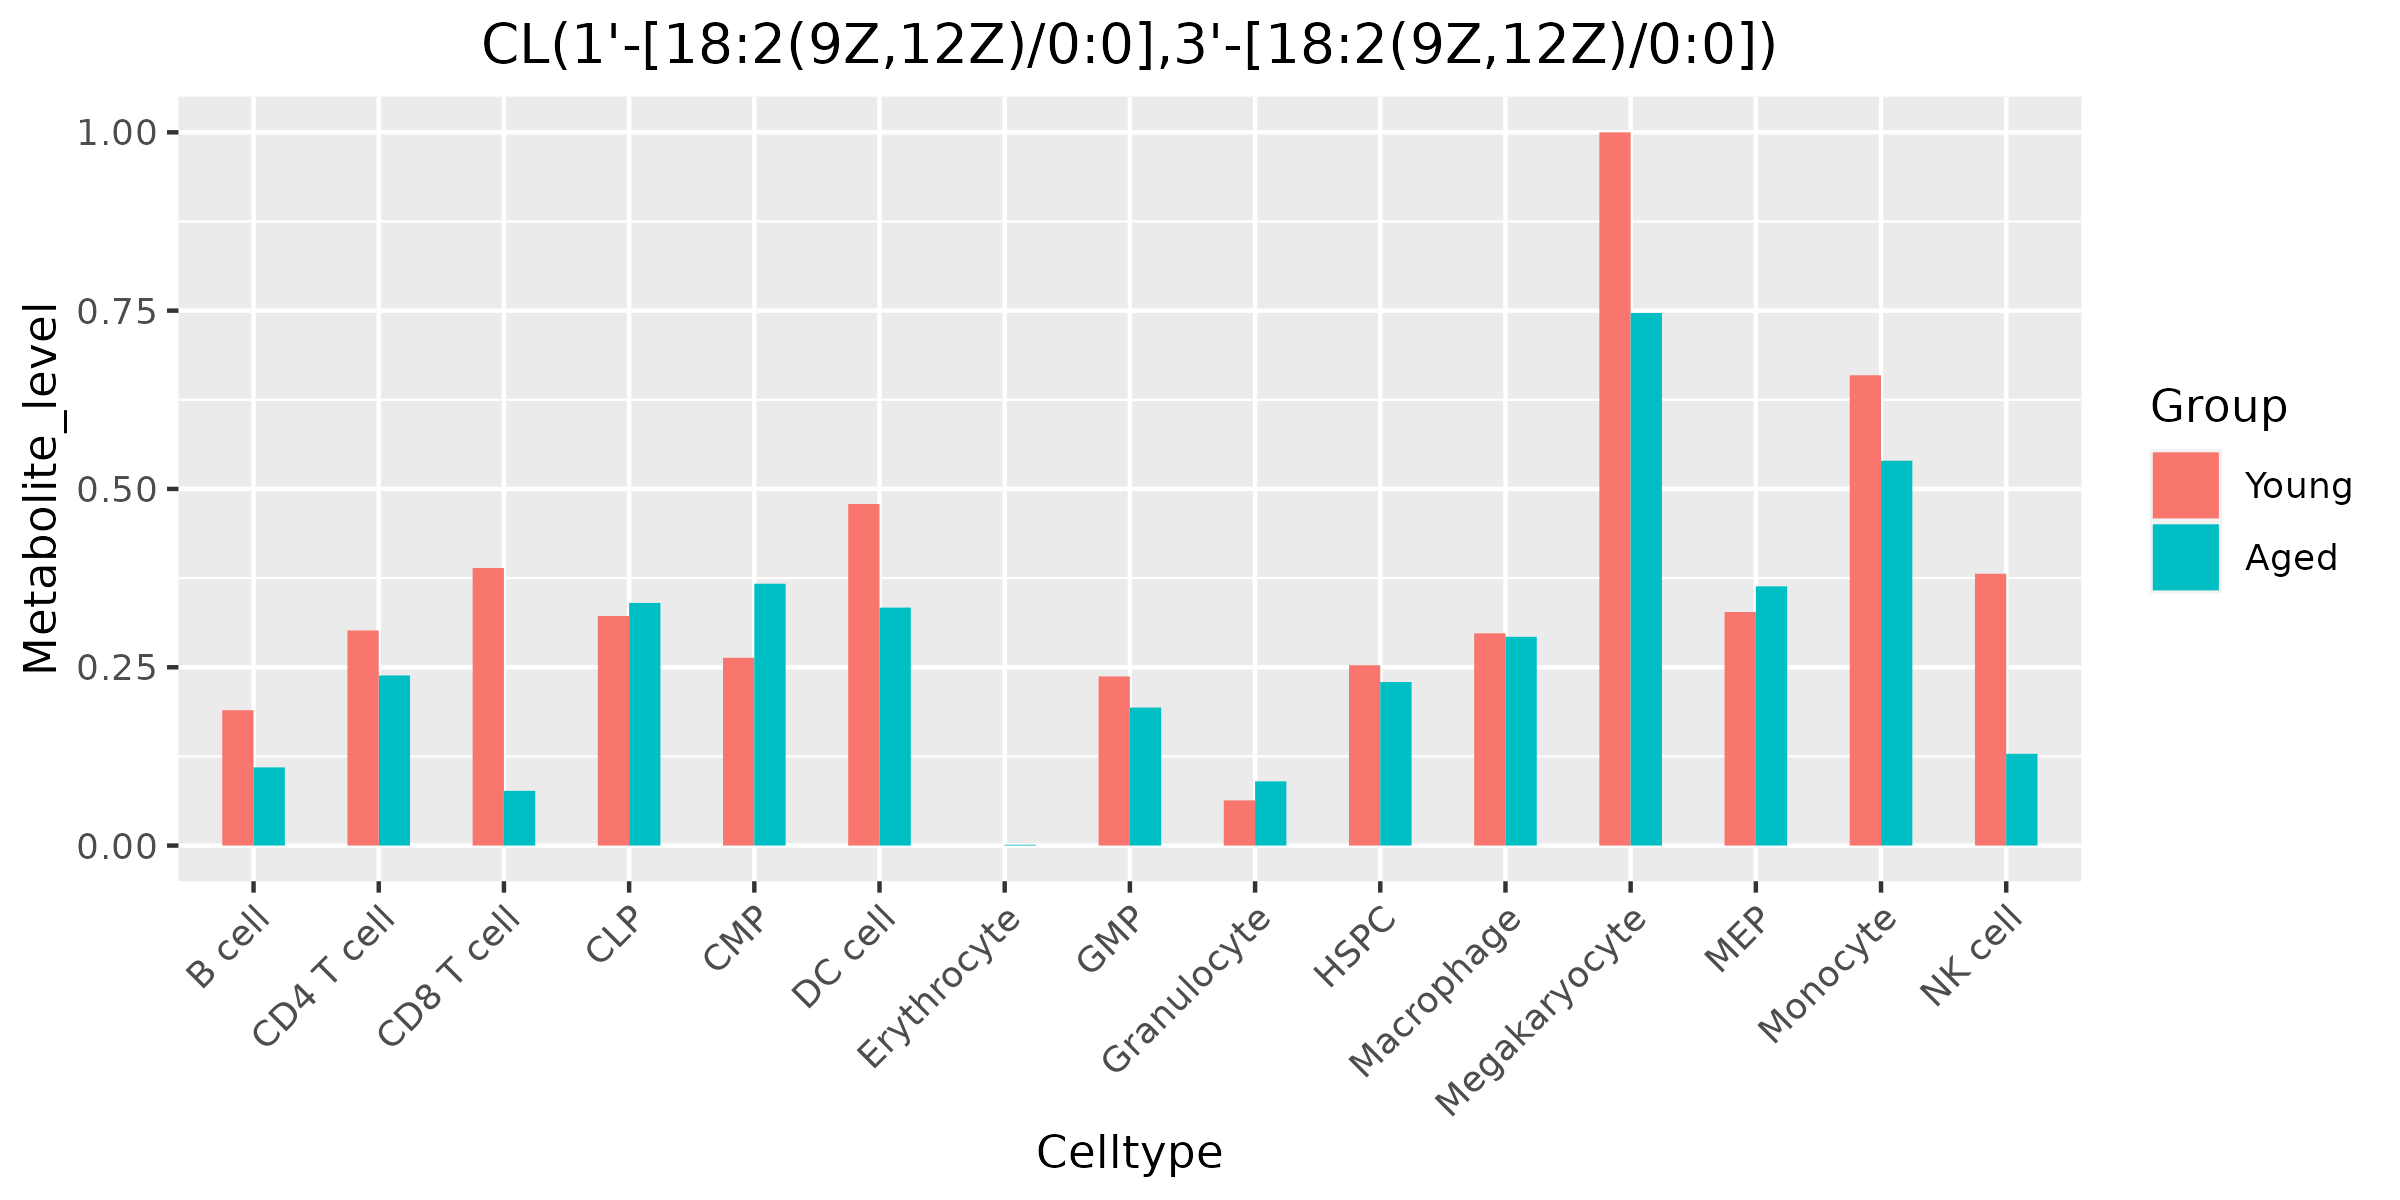 CL(1'-[18:2(9Z,12Z)/0:0],3'-[18:2(9Z,12Z)/0:0])
Metabolite_level
1.00
0.75
0.50
0.25
0.00
B cell
CD4 T cell
CD8 T cell
CLP
CMP
DC cell
Erythrocyte
GMP
Granulocyte
HSPC
Macrophage
Megakaryocyte
MEP
Monocyte
NK cell
Celltype
Group
Young
Aged